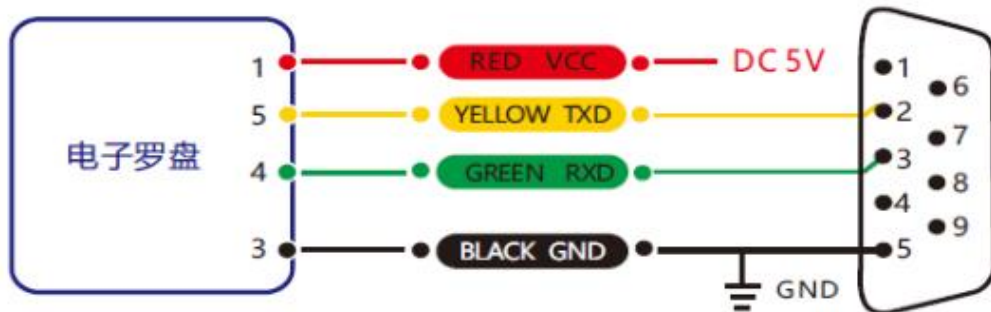 1 RED VCC DC 5V 1
6
5 YELLOW TXD 2
7
电子罗盘
4 GREEN RXD 3
8
4
9
3 BLACK GND 5
GND